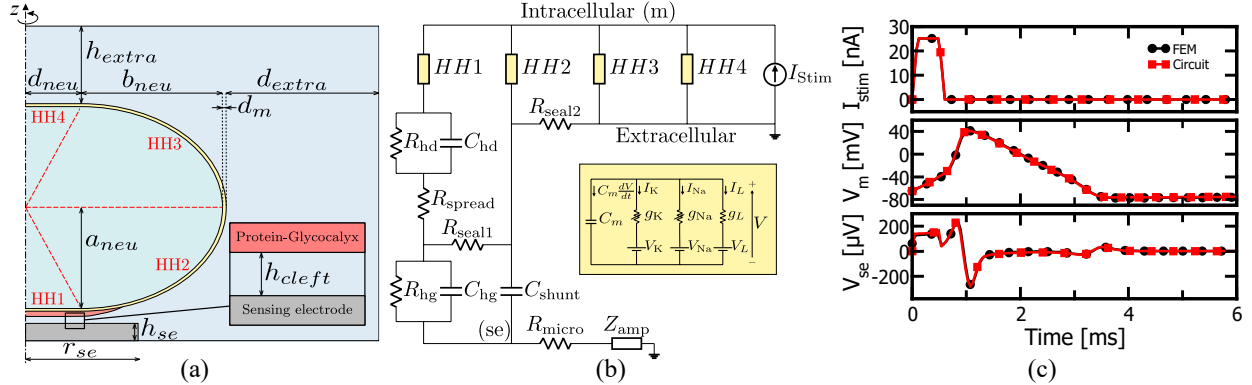 z
h_extra
d_neu
b_neu
d_extra
d_m
HH4
HH3
a_neu
Protein-Glycocalyx
h_cleft
HH2
HH1
Sensing electrode
h_se
r_se
(a)
Intracellular (m)
HH1
HH2
HH3
HH4
I_Stim
R_seal2
Extracellular
R_hd
C_hd
R_spread
R_seal1
R_hg
C_hg
C_shunt
(se)
R_micro
Z_amp
C_m dV/dt
I_K
I_Na
I_L
C_m
g_K
g_Na
g_L
V
V_K
V_Na
V_L
+
−
(b)
I_stim [nA]
30
20
10
0
FEM
Circuit
V_m [mV]
40
0
-40
-80
V_se [µV]
200
0
-200
0
2
4
6
Time [ms]
(c)